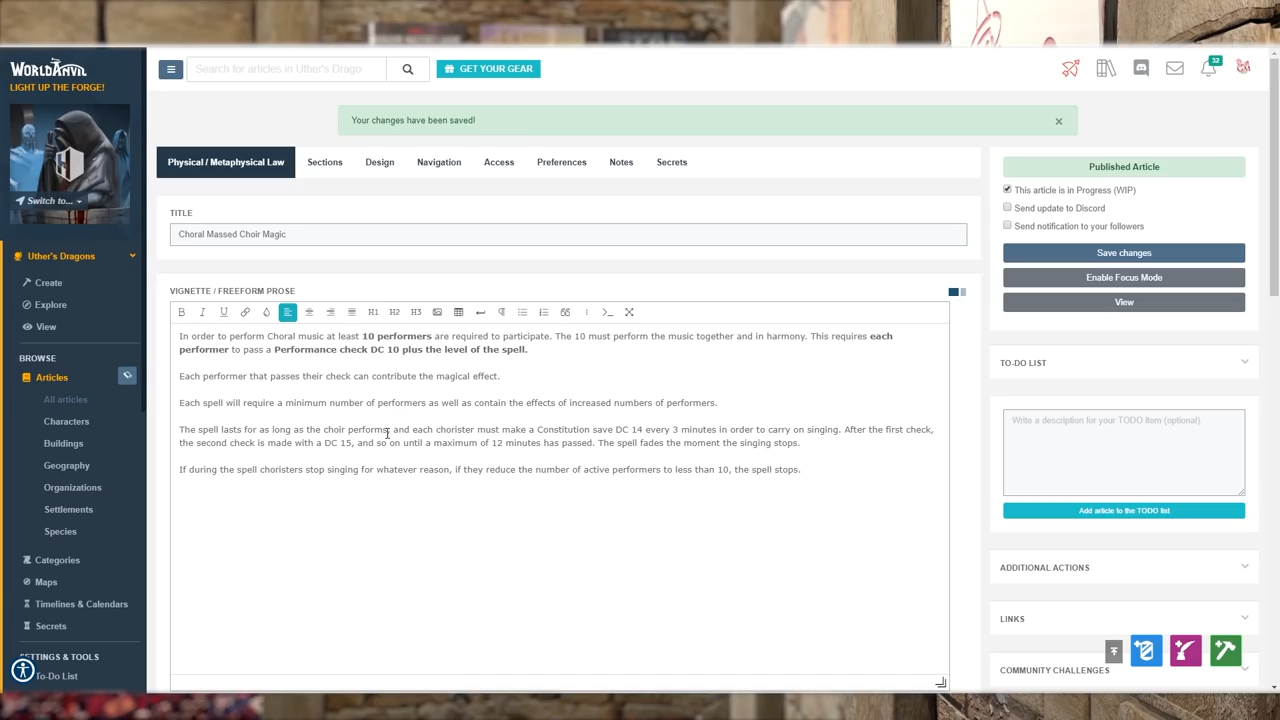 WORLDANVIL
LIGHT UP THE FORGE!
Search for articles in Uther's Drago
GET YOUR GEAR
32
Switch to...
Your changes have been saved!
×
Physical / Metaphysical Law
Sections
Design
Navigation
Access
Preferences
Notes
Secrets
Published Article
This article is in Progress (WIP)
Send update to Discord
Send notification to your followers
Save changes
Enable Focus Mode
View
TITLE
Choral Massed Choir Magic
Uther's Dragons
Create
Explore
View
BROWSE
Articles
All articles
Characters
Buildings
Geography
Organizations
Settlements
Species
Categories
Maps
Timelines & Calendars
Secrets
SETTINGS & TOOLS
To-Do List
VIGNETTE / FREEFORM PROSE
B I U H1 H2 H3
In order to perform Choral music at least 10 performers are required to participate. The 10 must perform the music together and in harmony. This requires each
performer to pass a Performance check DC 10 plus the level of the spell.
Each performer that passes their check can contribute the magical effect.
Each spell will require a minimum number of performers as well as contain the effects of increased numbers of performers.
The spell lasts for as long as the choir performs, and each chorister must make a Constitution save DC 14 every 3 minutes in order to carry on singing. After the first check,
the second check is made with a DC 15, and so on until a maximum of 12 minutes has passed. The spell fades the moment the singing stops.
If during the spell choristers stop singing for whatever reason, if they reduce the number of active performers to less than 10, the spell stops.
TO-DO LIST
Write a description for your TODO item (optional)
Add article to the TODO list
ADDITIONAL ACTIONS
LINKS
COMMUNITY CHALLENGES